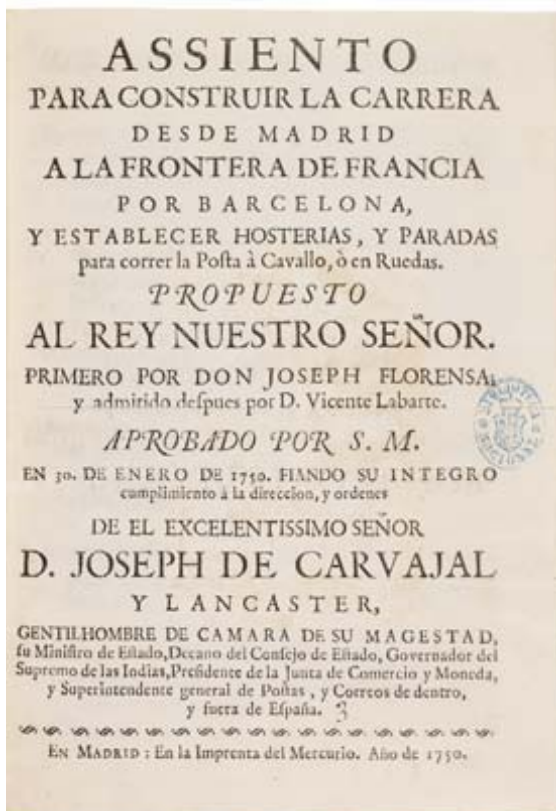 ASSIENTO
PARA CONSTRUIR LA CARRERA
DESDE MADRID
A LA FRONTERA DE FRANCIA
POR BARCELONA,
Y ESTABLECER HOSTERIAS, Y PARADAS
para correr la Posta à Cavallo, ò en Ruedas.
PROPUESTO
AL REY NUESTRO SEÑOR.
PRIMERO POR DON JOSEPH FLORENSA,
y admitido despues por D. Vicente Labarte.
APROBADO POR S. M.
EN 30. DE ENERO DE 1750. FIANDO SU INTEGRO
cumplimiento à la direccion, y ordenes
DE EL EXCELENTISSIMO SEÑOR
D. JOSEPH DE CARVAJAL
Y LANCASTER,
GENTILHOMBRE DE CAMARA DE SU MAGESTAD,
su Ministro de Estado, Decano del Consejo de Estado, Governador del
Supremo de las Indias, Presidente de la Junta de Comercio y Moneda,
y Superintendente general de Postas, y Correos de dentro,
y fuera de España. 3
EN MADRID: En la Imprenta del Mercurio. Año de 1750.